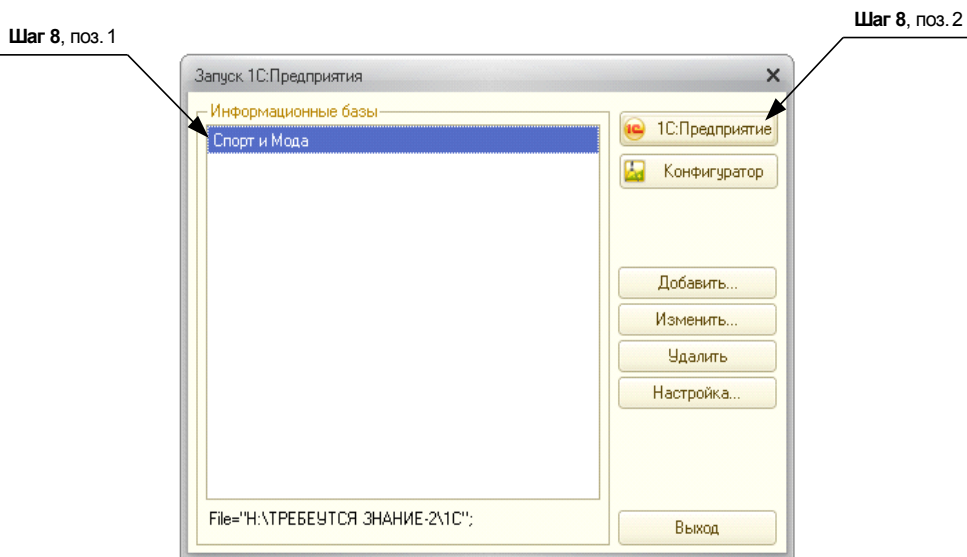 Шаг 8, поз. 1
Шаг 8, поз. 2
Запуск 1С:Предприятия
Информационные базы
Спорт и Мода
1С:Предприятие
Конфигуратор
Добавить...
Изменить...
Удалить
Настройка...
File="H:\ТРЕБЕУТСЯ ЗНАНИЕ-2\1С";
Выход